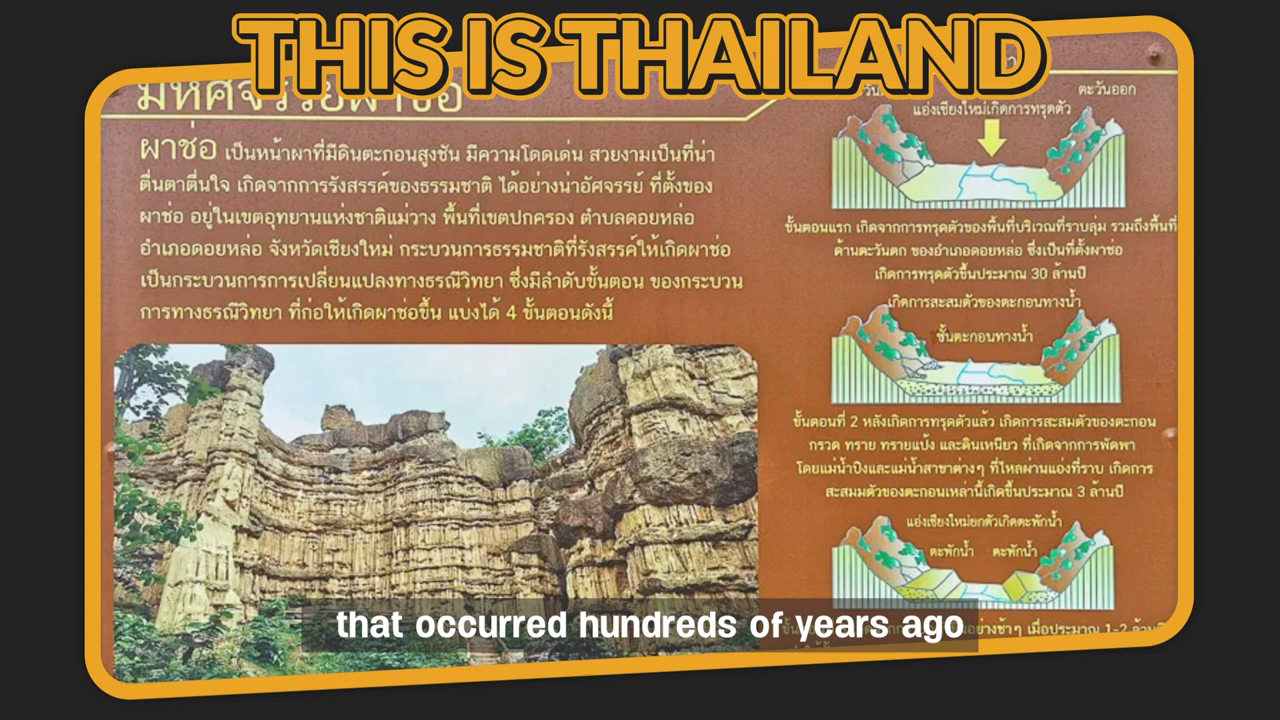 THIS IS THAILAND
มหัศจรรย์ผาช่อ
ผาช่อ เป็นหน้าผาที่มีดินตะกอนสูงชัน มีความโดดเด่น สวยงามเป็นที่น่า
ตื่นตาตื่นใจ เกิดจากการรังสรรค์ของธรรมชาติ ได้อย่างน่าอัศจรรย์ ที่ตั้งของ
ผาช่อ อยู่ในเขตอุทยานแห่งชาติแม่วาง พื้นที่เขตปกครอง ตำบลดอยหล่อ
อำเภอดอยหล่อ จังหวัดเชียงใหม่ กระบวนการธรรมชาติที่รังสรรค์ให้เกิดผาช่อ
เป็นกระบวนการการเปลี่ยนแปลงทางธรณีวิทยา ซึ่งมีลำดับขั้นตอน ของกระบวน
การทางธรณีวิทยา ที่ก่อให้เกิดผาช่อขึ้น แบ่งได้ 4 ขั้นตอนดังนี้
ตะวันออก
แอ่งเชียงใหม่เกิดการทรุดตัว
ขั้นตอนแรก เกิดจากการทรุดตัวของพื้นที่บริเวณที่ราบลุ่ม รวมถึงพื้นที่
ด้านตะวันตก ของอำเภอดอยหล่อ ซึ่งเป็นที่ตั้งผาช่อ
เกิดการทรุดตัวขึ้นประมาณ 30 ล้านปี
เกิดการสะสมตัวของตะกอนทางน้ำ
ชั้นตะกอนทางน้ำ
ขั้นตอนที่ 2 หลังเกิดการทรุดตัวแล้ว เกิดการสะสมตัวของตะกอน
กรวด ทราย ทรายแป้ง และดินเหนียว ที่เกิดจากการพัดพา
โดยแม่น้ำปิงและแม่น้ำสาขาต่างๆ ที่ไหลผ่านแอ่งที่ราบ เกิดการ
สะสมมตัวของตะกอนเหล่านี้เกิดขึ้นประมาณ 3 ล้านปี
แอ่งเชียงใหม่ยกตัวเกิดตะพักน้ำ
ตะพักน้ำ ตะพักน้ำ
อย่างช้าๆ เมื่อประมาณ 1-2
that occurred hundreds of years ago